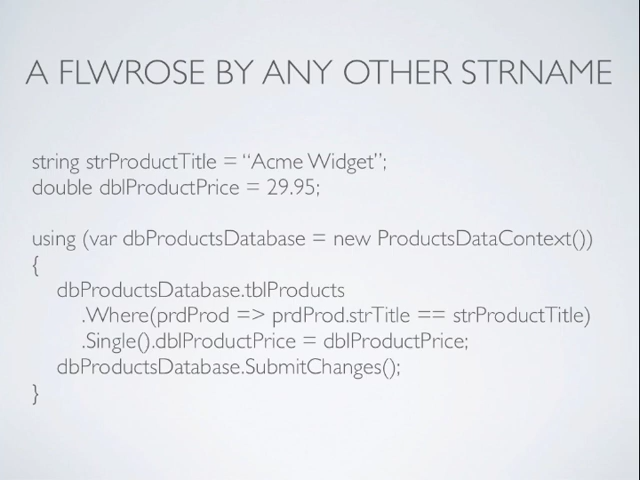 A FLWROSE BY ANY OTHER STRNAME
string strProductTitle = “Acme Widget”;
double dblProductPrice = 29.95;
using (var dbProductsDatabase = new ProductsDataContext())
{
dbProductsDatabase.tblProducts
.Where(prdProd => prdProd.strTitle == strProductTitle)
.Single().dblProductPrice = dblProductPrice;
dbProductsDatabase.SubmitChanges();
}